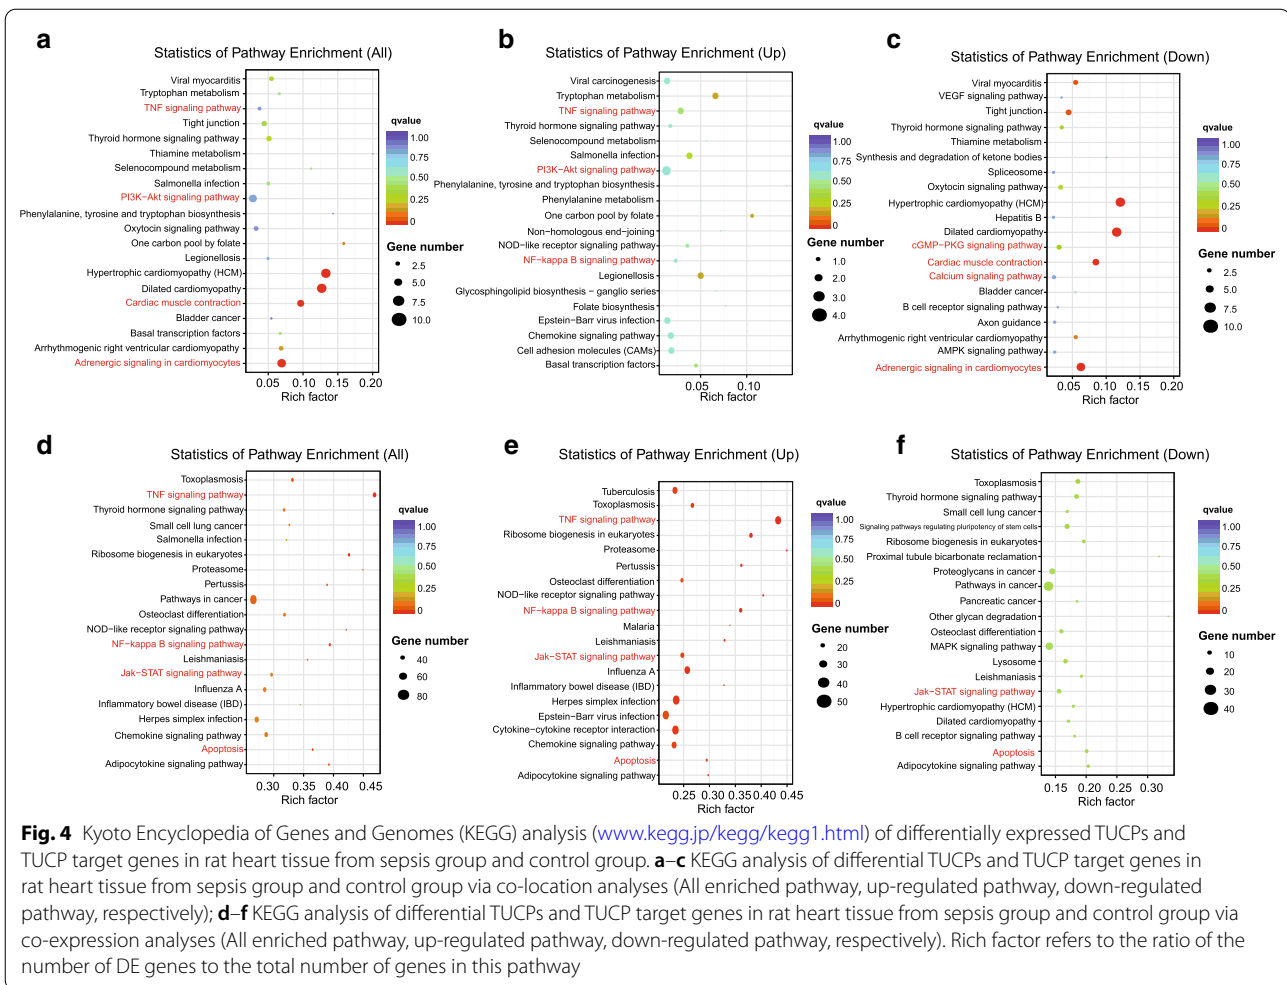 a
Statistics of Pathway Enrichment (All)
Viral myocarditis
Tryptophan metabolism
TNF signaling pathway
Tight junction
Thyroid hormone signaling pathway
Thiamine metabolism
Selenocompound metabolism
Salmonella infection
PI3K−Akt signaling pathway
Phenylalanine, tyrosine and tryptophan biosynthesis
Oxytocin signaling pathway
One carbon pool by folate
Legionellosis
Hypertrophic cardiomyopathy (HCM)
Dilated cardiomyopathy
Cardiac muscle contraction
Bladder cancer
Basal transcription factors
Arrhythmogenic right ventricular cardiomyopathy
Adrenergic signaling in cardiomyocytes
0.05 0.10 0.15 0.20
Rich factor
qvalue
1.00
0.75
0.50
0.25
0
Gene number
2.5
5.0
7.5
10.0
b
Statistics of Pathway Enrichment (Up)
Viral carcinogenesis
Tryptophan metabolism
TNF signaling pathway
Thyroid hormone signaling pathway
Selenocompound metabolism
Salmonella infection
PI3K−Akt signaling pathway
Phenylalanine, tyrosine and tryptophan biosynthesis
Phenylalanine metabolism
One carbon pool by folate
Non−homologous end−joining
NOD−like receptor signaling pathway
NF−kappa B signaling pathway
Legionellosis
Glycosphingolipid biosynthesis − ganglio series
Folate biosynthesis
Epstein−Barr virus infection
Chemokine signaling pathway
Cell adhesion molecules (CAMs)
Basal transcription factors
0.05 0.10
Rich factor
qvalue
1.00
0.75
0.50
0.25
0
Gene number
1.0
2.0
3.0
4.0
c
Statistics of Pathway Enrichment (Down)
Viral myocarditis
VEGF signaling pathway
Tight junction
Thyroid hormone signaling pathway
Thiamine metabolism
Synthesis and degradation of ketone bodies
Spliceosome
Oxytocin signaling pathway
Hypertrophic cardiomyopathy (HCM)
Hepatitis B
Dilated cardiomyopathy
cGMP−PKG signaling pathway
Cardiac muscle contraction
Calcium signaling pathway
Bladder cancer
B cell receptor signaling pathway
Axon guidance
Arrhythmogenic right ventricular cardiomyopathy
AMPK signaling pathway
Adrenergic signaling in cardiomyocytes
0.05 0.10 0.15 0.20
Rich factor
qvalue
1.00
0.75
0.50
0.25
0
Gene number
2.5
5.0
7.5
10.0
d
Statistics of Pathway Enrichment (All)
Toxoplasmosis
TNF signaling pathway
Thyroid hormone signaling pathway
Small cell lung cancer
Salmonella infection
Ribosome biogenesis in eukaryotes
Proteasome
Pertussis
Pathways in cancer
Osteoclast differentiation
NOD−like receptor signaling pathway
NF−kappa B signaling pathway
Leishmaniasis
Jak−STAT signaling pathway
Influenza A
Inflammatory bowel disease (IBD)
Herpes simplex infection
Chemokine signaling pathway
Apoptosis
Adipocytokine signaling pathway
0.30 0.35 0.40 0.45
Rich factor
qvalue
1.00
0.75
0.50
0.25
0
Gene number
40
60
80
e
Statistics of Pathway Enrichment (Up)
Tuberculosis
Toxoplasmosis
TNF signaling pathway
Ribosome biogenesis in eukaryotes
Proteasome
Pertussis
Osteoclast differentiation
NOD−like receptor signaling pathway
NF−kappa B signaling pathway
Malaria
Leishmaniasis
Jak−STAT signaling pathway
Influenza A
Inflammatory bowel disease (IBD)
Herpes simplex infection
Epstein−Barr virus infection
Cytokine−cytokine receptor interaction
Chemokine signaling pathway
Apoptosis
Adipocytokine signaling pathway
0.25 0.30 0.35 0.40 0.45
Rich factor
qvalue
1.00
0.75
0.50
0.25
0
Gene number
20
30
40
50
f
Statistics of Pathway Enrichment (Down)
Toxoplasmosis
Thyroid hormone signaling pathway
Small cell lung cancer
Signaling pathways regulating pluripotency of stem cells
Ribosome biogenesis in eukaryotes
Proximal tubule bicarbonate reclamation
Proteoglycans in cancer
Pathways in cancer
Pancreatic cancer
Other glycan degradation
Osteoclast differentiation
MAPK signaling pathway
Lysosome
Leishmaniasis
Jak−STAT signaling pathway
Hypertrophic cardiomyopathy (HCM)
Dilated cardiomyopathy
B cell receptor signaling pathway
Apoptosis
Adipocytokine signaling pathway
0.15 0.20 0.25 0.30
Rich factor
qvalue
1.00
0.75
0.50
0.25
0
Gene number
10
20
30
40
Fig. 4 Kyoto Encyclopedia of Genes and Genomes (KEGG) analysis (www.kegg.jp/kegg/kegg1.html) of differentially expressed TUCPs and
TUCP target genes in rat heart tissue from sepsis group and control group. a–c KEGG analysis of differential TUCPs and TUCP target genes in
rat heart tissue from sepsis group and control group via co-location analyses (All enriched pathway, up-regulated pathway, down-regulated
pathway, respectively); d–f KEGG analysis of differential TUCPs and TUCP target genes in rat heart tissue from sepsis group and control group via
co-expression analyses (All enriched pathway, up-regulated pathway, down-regulated pathway, respectively). Rich factor refers to the ratio of the
number of DE genes to the total number of genes in this pathway